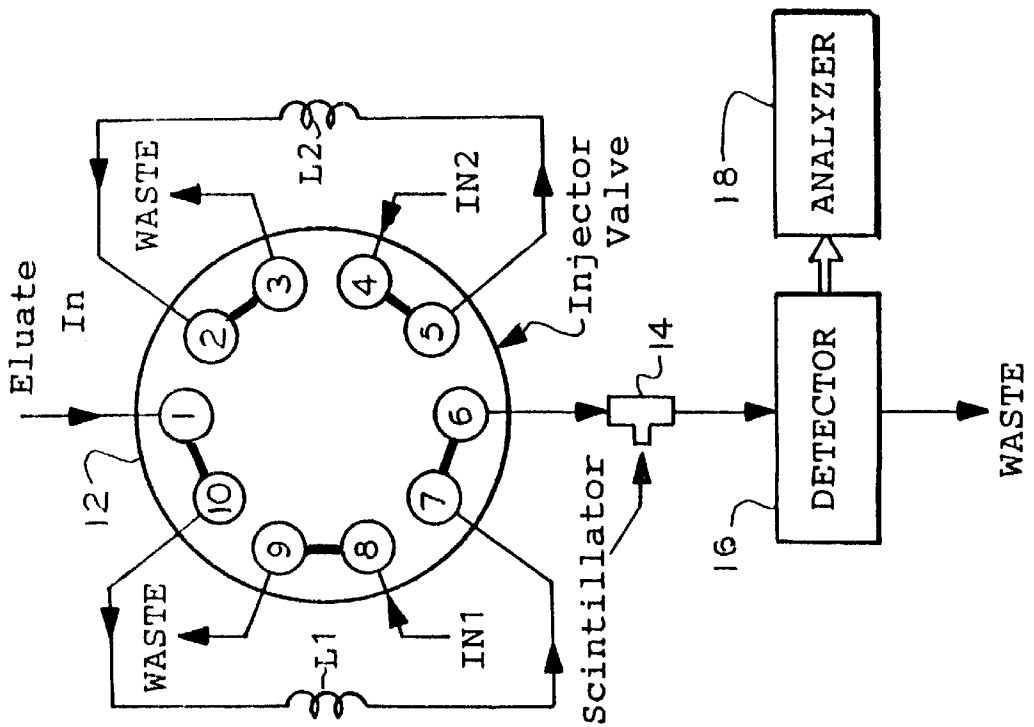 Eluate
In
12
WASTE
WASTE
L1
L2
1
2
3
4
5
6
7
8
9
10
IN1
IN2
Injector
Valve
Scintillator
14
16
DETECTOR
18
ANALYZER
WASTE